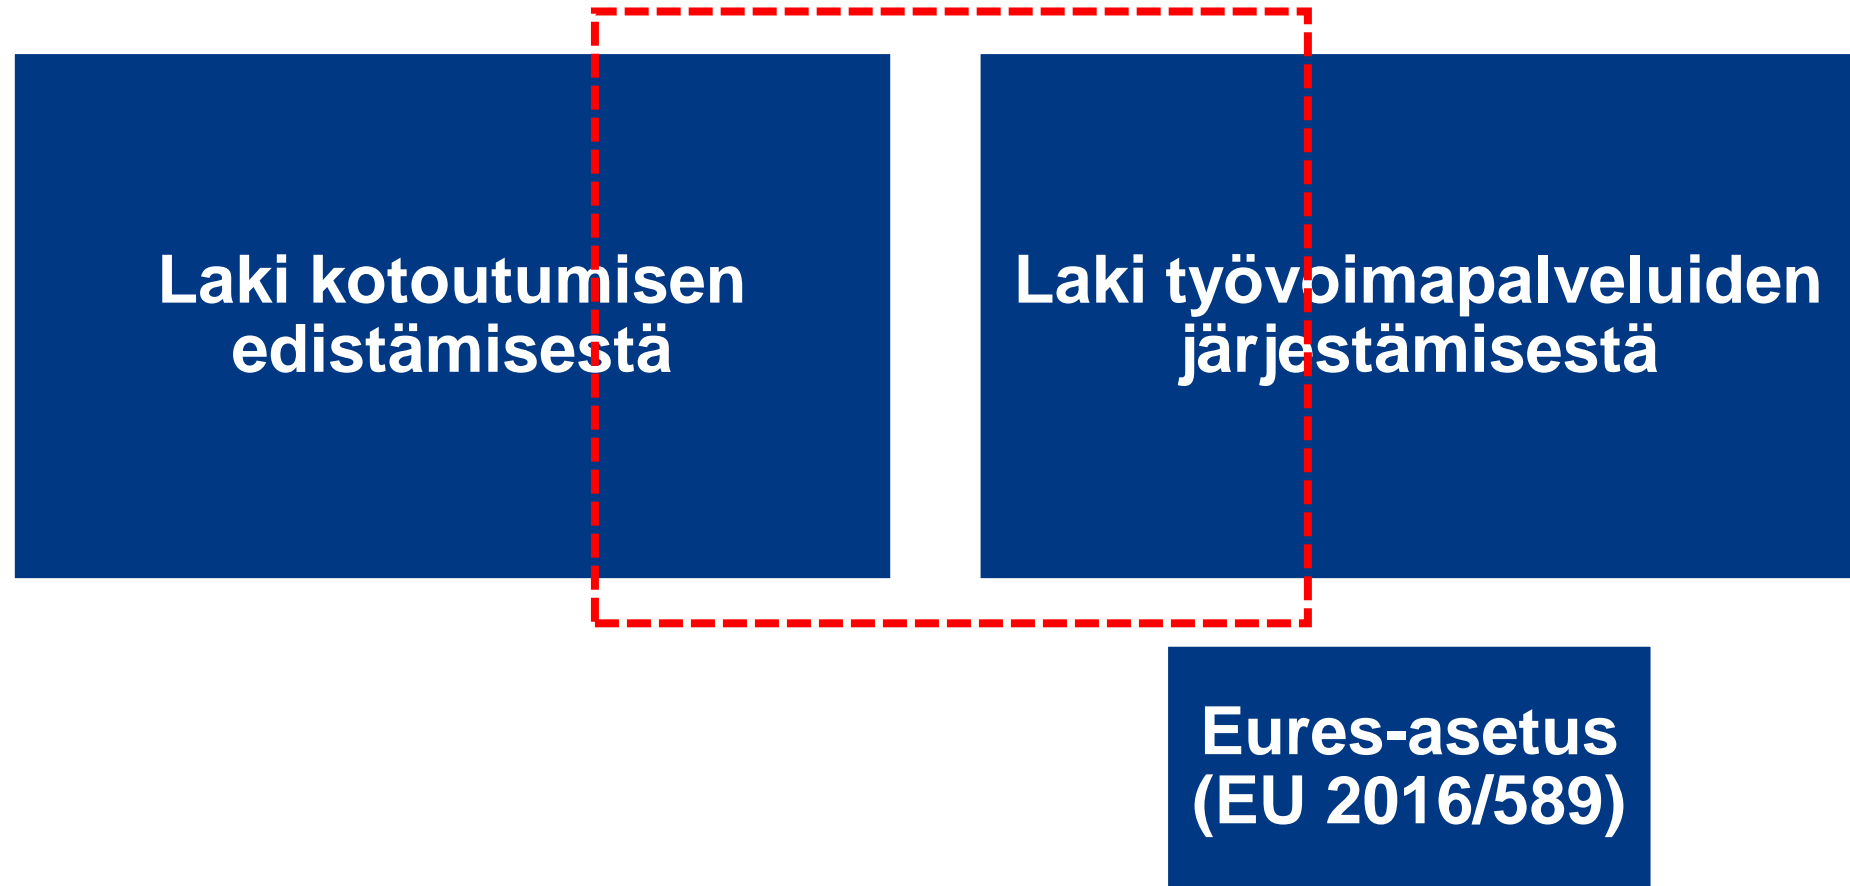 Laki kotoutumisen
edistämisestä
Laki työvoimapalveluiden
järjestämisestä
Eures-asetus
(EU 2016/589)